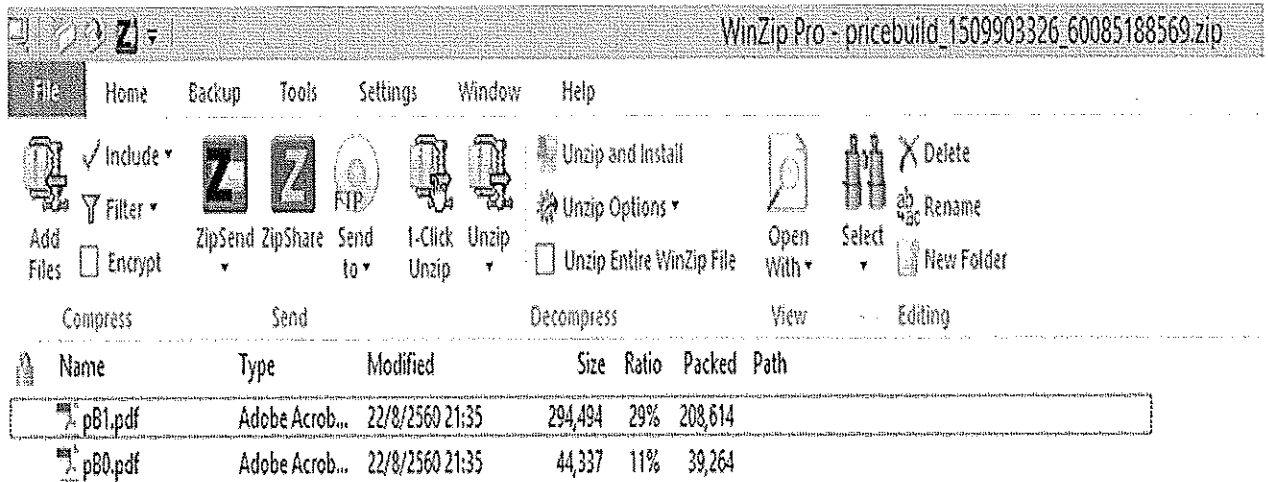 WinZip Pro - pricebuild_1509903326_60085188569.zip
File Home Backup Tools Settings Window Help
Add Files
Include
Filter
Encrypt
ZipSend
ZipShare
FTP
Send to
1-Click Unzip
Unzip
Unzip and Install
Unzip Options
Unzip Entire WinZip File
Open With
Select
Delete
Rename
New Folder
Compress Send Decompress View Editing
Name Type Modified Size Ratio Packed Path
pB1.pdf Adobe Acrob... 22/8/2560 21:35 294,494 29% 208,614
pB0.pdf Adobe Acrob... 22/8/2560 21:35 44,337 11% 39,264